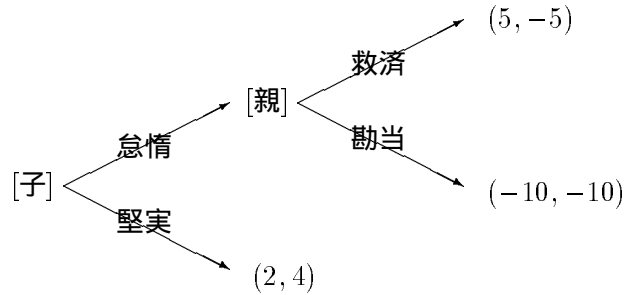 (5, −5)
救済
[親]
勘当
怠惰
(−10, −10)
[子]
堅実
(2, 4)